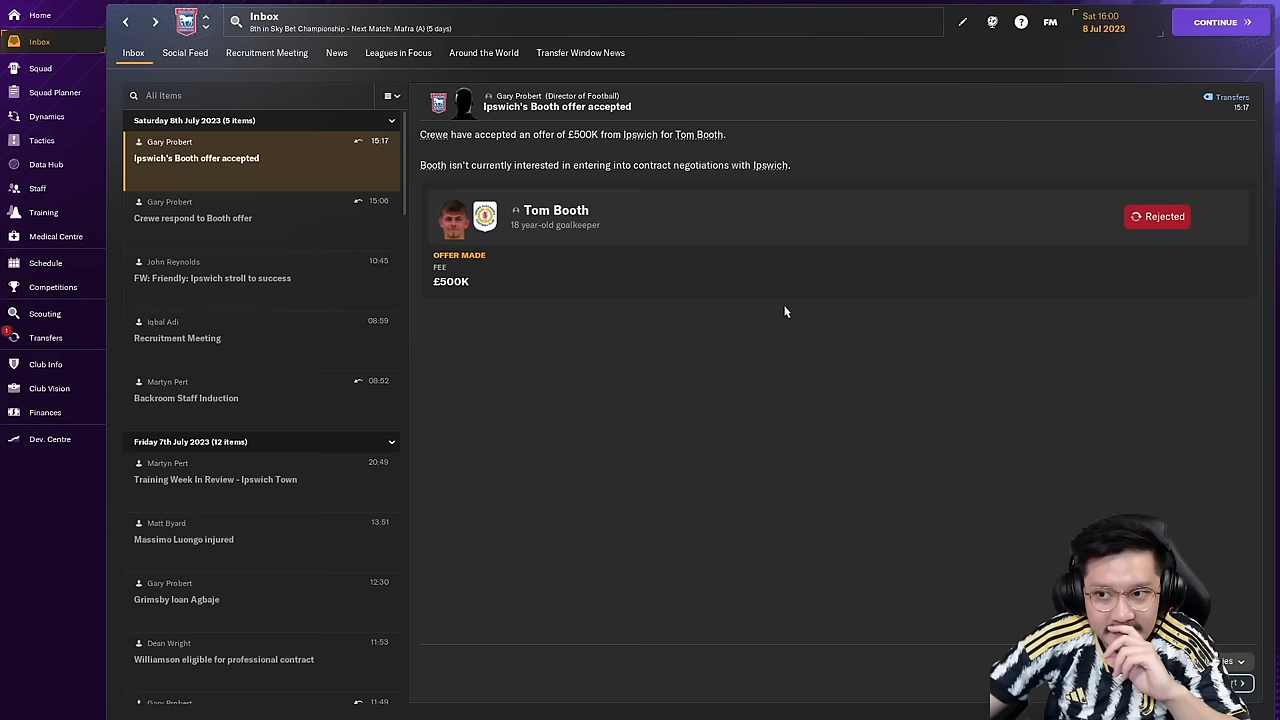 Home
Inbox
Squad
Squad Planner
Dynamics
Tactics
Data Hub
Staff
Training
Medical Centre
Schedule
Competitions
Scouting
1
Transfers
Club Info
Club Vision
Finances
Dev. Centre
Inbox
8th in Sky Bet Championship - Next Match: Mafra (A) (5 days)
?
FM
Sat 16:00
8 Jul 2023
CONTINUE
Inbox
Social Feed
Recruitment Meeting
News
Leagues in Focus
Around the World
Transfer Window News
All Items
Saturday 8th July 2023 (5 items)
Gary Probert 15:17
Ipswich's Booth offer accepted
Gary Probert 15:06
Crewe respond to Booth offer
John Reynolds 10:45
FW: Friendly: Ipswich stroll to success
Iqbal Adi 08:59
Recruitment Meeting
Martyn Pert 08:52
Backroom Staff Induction
Friday 7th July 2023 (12 items)
Martyn Pert 20:49
Training Week In Review - Ipswich Town
Matt Byard 13:51
Massimo Luongo injured
Gary Probert 12:30
Grimsby loan Agbaje
Dean Wright 11:53
Williamson eligible for professional contract
Gary Probert 11:49
Gary Probert (Director of Football)
Ipswich's Booth offer accepted
Transfers
15:17
Crewe have accepted an offer of £500K from Ipswich for Tom Booth.
Booth isn't currently interested in entering into contract negotiations with Ipswich.
Tom Booth
18 year-old goalkeeper
Rejected
OFFER MADE
FEE
£500K